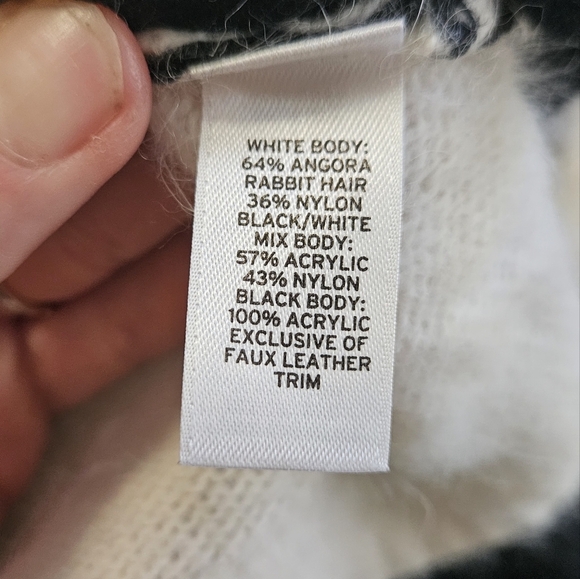 WHITE BODY:
64% ANGORA
RABBIT HAIR
36% NYLON
BLACK/WHITE
MIX BODY:
57% ACRYLIC
43% NYLON
BLACK BODY:
100% ACRYLIC
EXCLUSIVE OF
FAUX LEATHER
TRIM